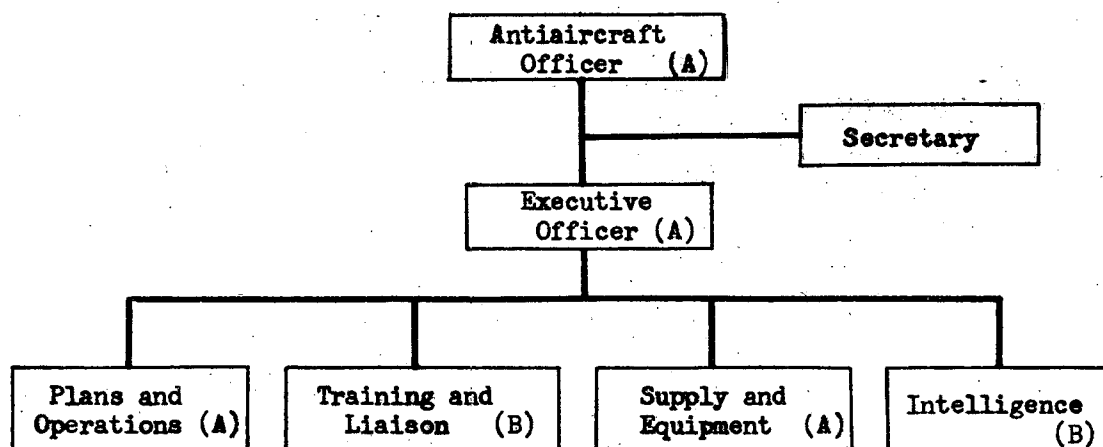 Antiaircraft
Officer (A)
Secretary
Executive
Officer (A)
Plans and
Operations (A)
Training and
Liaison (B)
Supply and
Equipment (A)
Intelligence
(B)